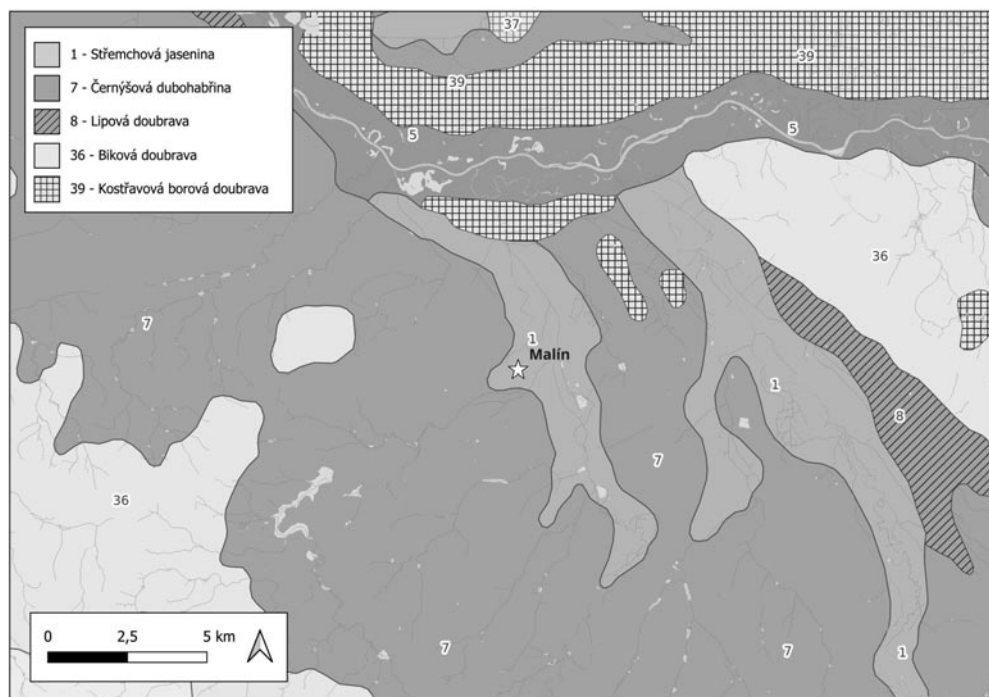 1 - Střemchová jasenina
7 - Černýšová dubohabřina
8 - Lipová doubrava
36 - Biková doubrava
39 - Kostřavová borová doubrava
37
39
39
5
5
36
7
1
Malín
1
8
7
36
7
7
1
0 2,5 5 km